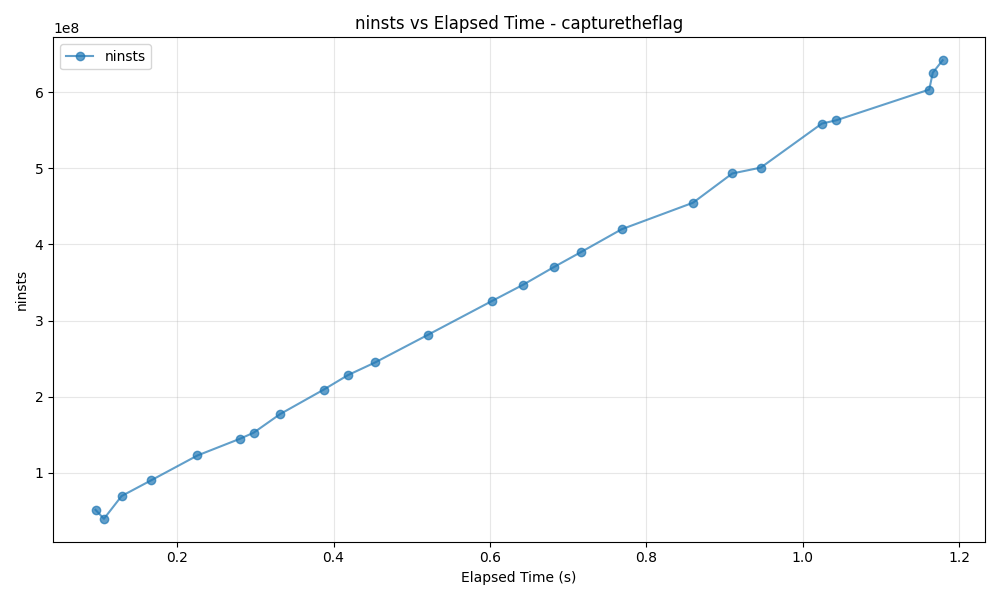 ninsts vs Elapsed Time - capturetheflag
1e8
ninsts
6
5
4
3
2
1
ninsts
0.2 0.4 0.6 0.8 1.0 1.2
Elapsed Time (s)